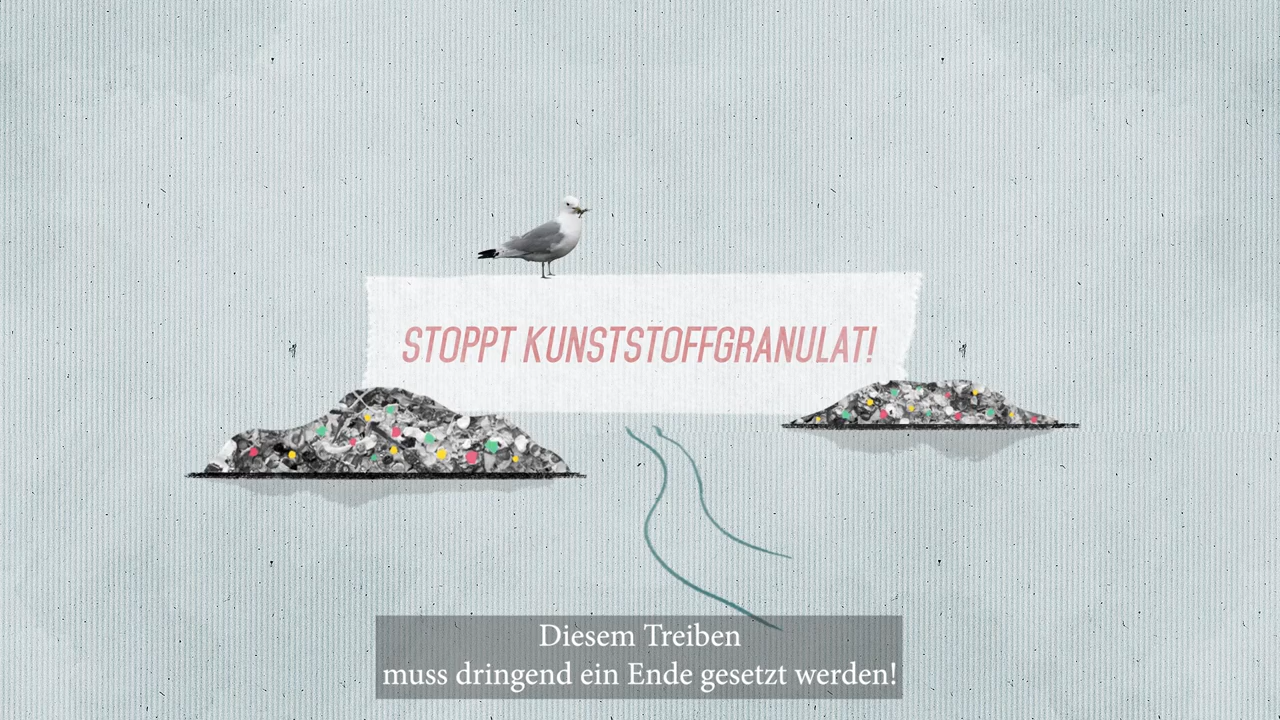 STOPPT KUNSTSTOFFGRANULAT!
Diesem Treiben
muss dringend ein Ende gesetzt werden!